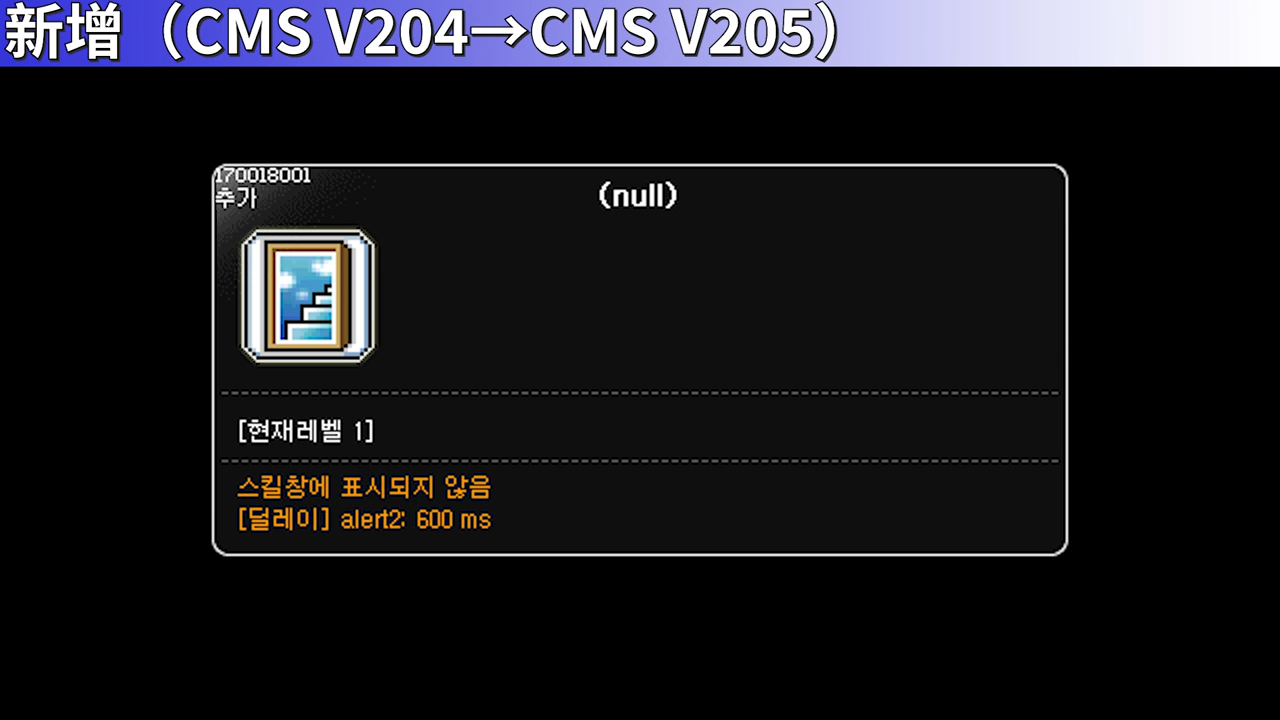 新增（CMS V204→CMS V205）
170018001
추가
(null)
[현재레벨 1]
스킬창에 표시되지 않음
[딜레이] alert2: 600 ms